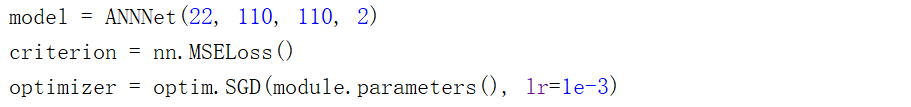 model = ANNNet(22, 110, 110, 2)
criterion = nn.MSELoss()
optimizer = optim.SGD(module.parameters(), lr=1e-3)